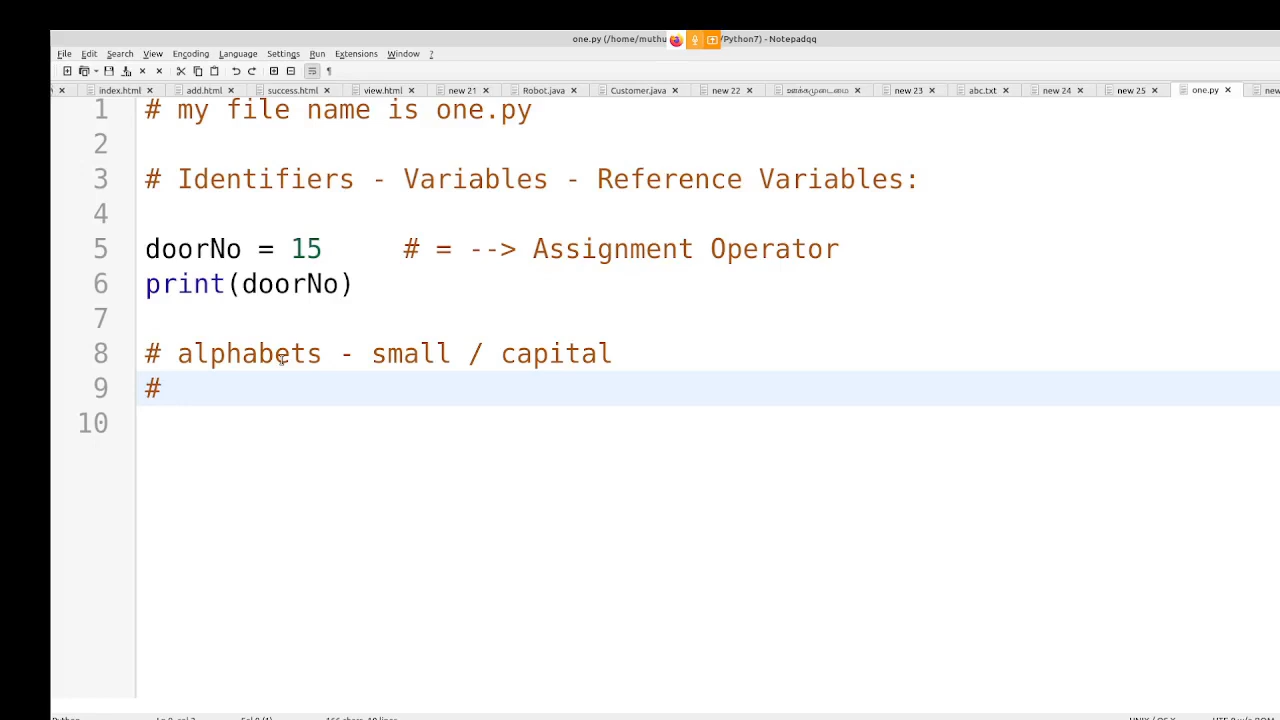 one.py (/home/muthu /Python7) - Notepadqq
File Edit Search View Encoding Language Settings Run Extensions Window ?
index.html add.html success.html view.html new 21 Robot.java Customer.java new 22 ஊக்கமுடைமை new 23 abc.txt new 24 new 25 one.py new
1 # my file name is one.py
2
3 # Identifiers - Variables - Reference Variables:
4
5 doorNo = 15 # = --> Assignment Operator
6 print(doorNo)
7
8 # alphabets - small / capital
9 #
10